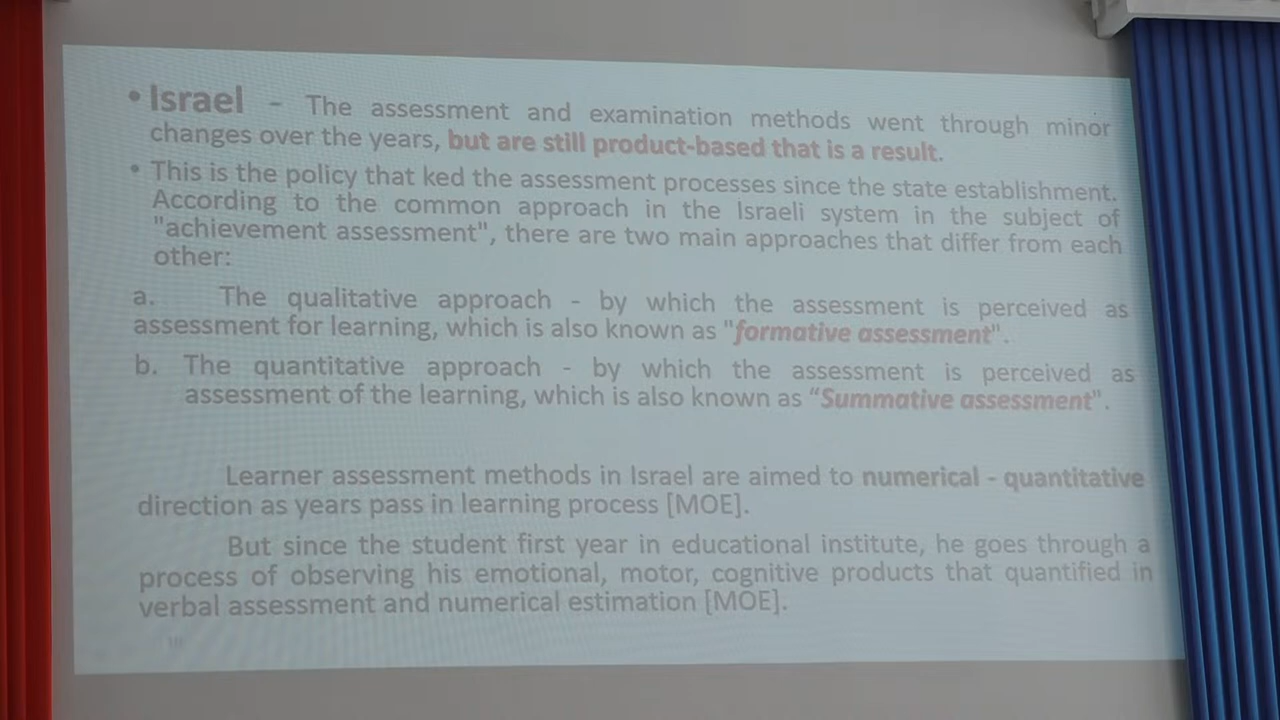 • Israel - The assessment and examination methods went through minor
changes over the years, but are still product-based that is a result.
• This is the policy that ked the assessment processes since the state establishment.
According to the common approach in the Israeli system in the subject of
"achievement assessment", there are two main approaches that differ from each
other:
a. The qualitative approach - by which the assessment is perceived as
assessment for learning, which is also known as "formative assessment".
b. The quantitative approach - by which the assessment is perceived as
assessment of the learning, which is also known as “Summative assessment".
Learner assessment methods in Israel are aimed to numerical - quantitative
direction as years pass in learning process [MOE].
But since the student first year in educational institute, he goes through a
process of observing his emotional, motor, cognitive products that quantified in
verbal assessment and numerical estimation [MOE].